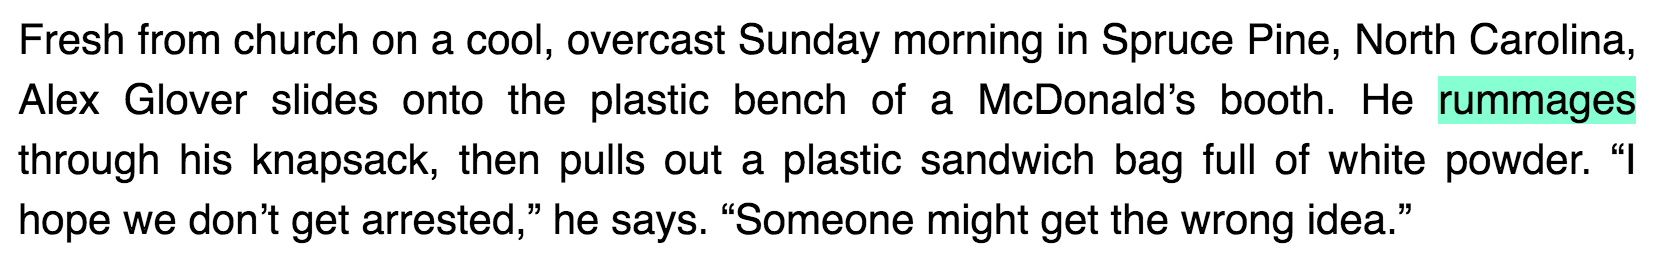 Fresh from church on a cool, overcast Sunday morning in Spruce Pine, North Carolina,
Alex Glover slides onto the plastic bench of a McDonald’s booth. He rummages
through his knapsack, then pulls out a plastic sandwich bag full of white powder. “I
hope we don’t get arrested,” he says. “Someone might get the wrong idea.”